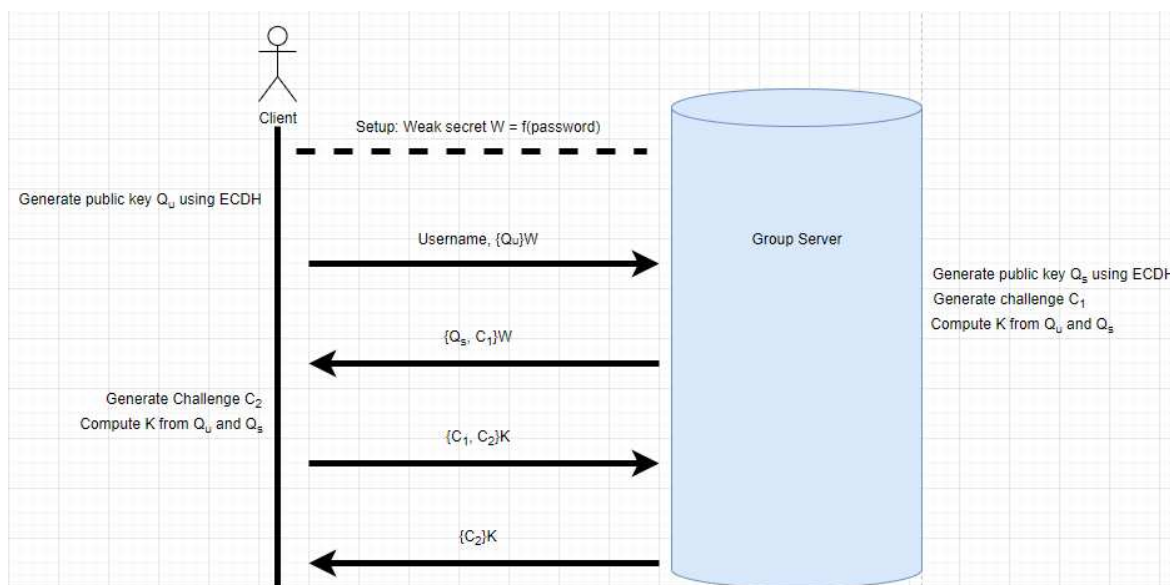 Client
Setup: Weak secret W = f(password)
Generate public key Qᵤ using ECDH
Username, {Qᵤ}W
Group Server
Generate public key Qₛ using ECDH
Generate challenge C₁
Compute K from Qᵤ and Qₛ
{Qₛ, C₁}W
Generate Challenge C₂
Compute K from Qᵤ and Qₛ
{C₁, C₂}K
{C₂}K